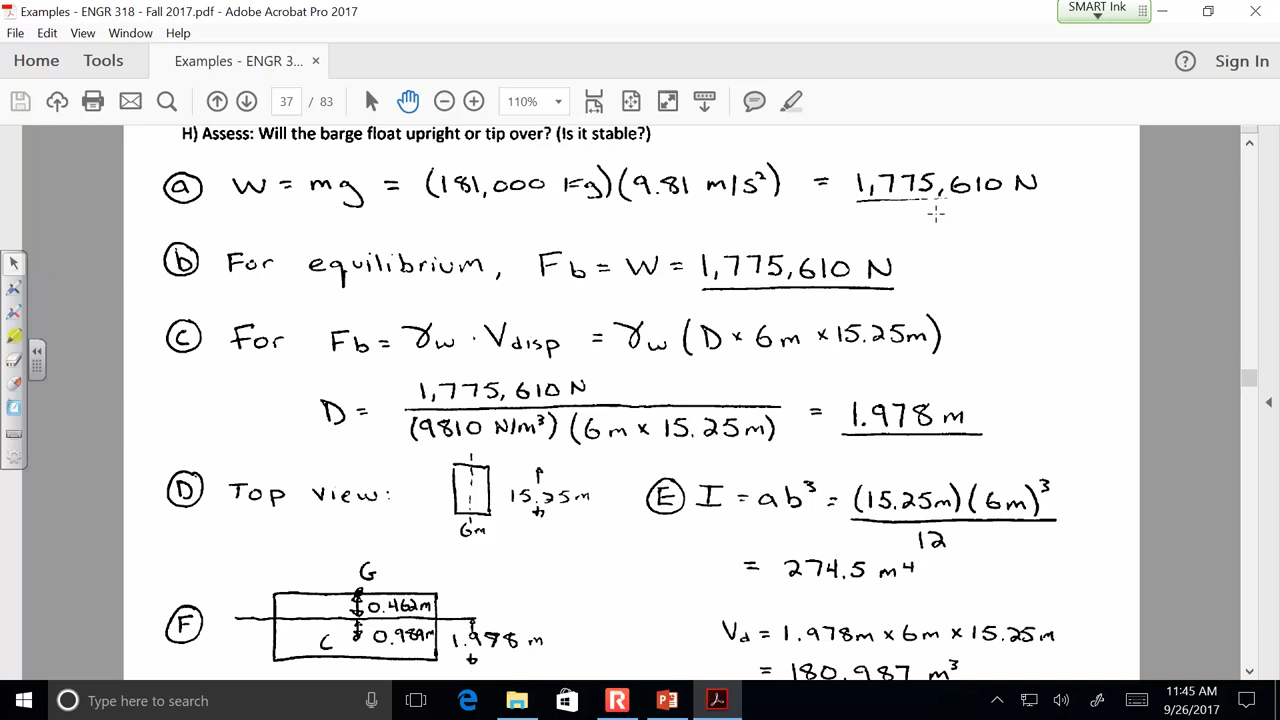 Examples - ENGR 318 - Fall 2017.pdf - Adobe Acrobat Pro 2017
SMART Ink
File Edit View Window Help
Home Tools Examples - ENGR 3... × Sign In
37 / 83 110%
H) Assess: Will the barge float upright or tip over? (Is it stable?)
(a) W = mg = (181,000 kg)(9.81 m/s²) = 1,775,610 N
(b) For equilibrium, Fb = W = 1,775,610 N
(c) For Fb = γw · Vdisp = γw (D × 6m × 15.25m)
D = 1,775,610 N / (9810 N/m³) (6m × 15.25m) = 1.978 m
(D) Top view: 15.25m
6m
(E) I = ab³ = (15.25m)(6m)³ / 12
= 274.5 m⁴
(F) G
0.462m
C 0.989m 1.978 m
Vd = 1.978m × 6m × 15.25m
= 180.987 m³
Type here to search
11:45 AM
9/26/2017